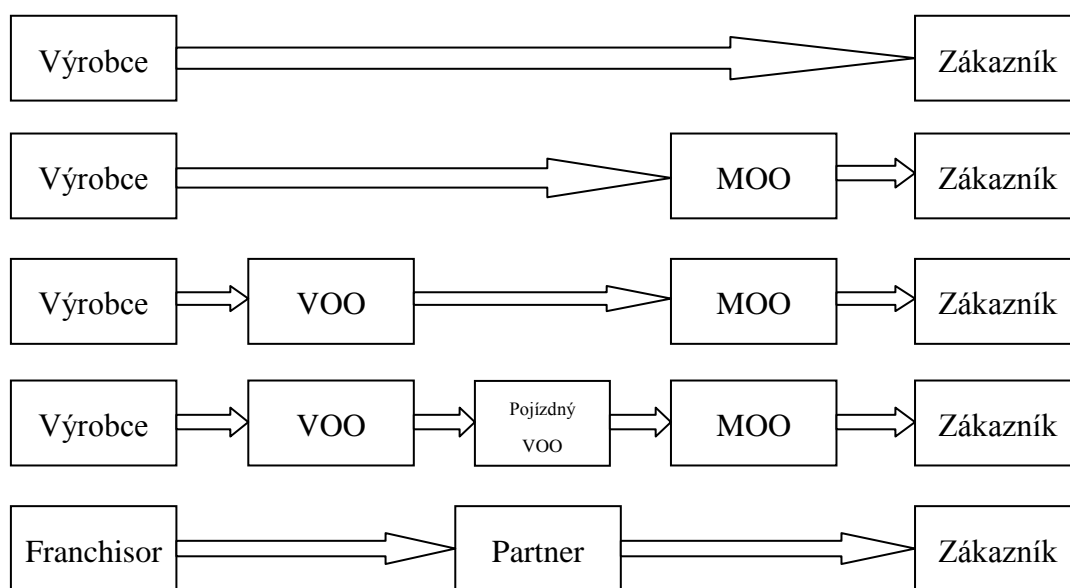 Výrobce Zákazník
Výrobce MOO Zákazník
Výrobce VOO MOO Zákazník
Výrobce VOO Pojízdný VOO MOO Zákazník
Franchisor Partner Zákazník